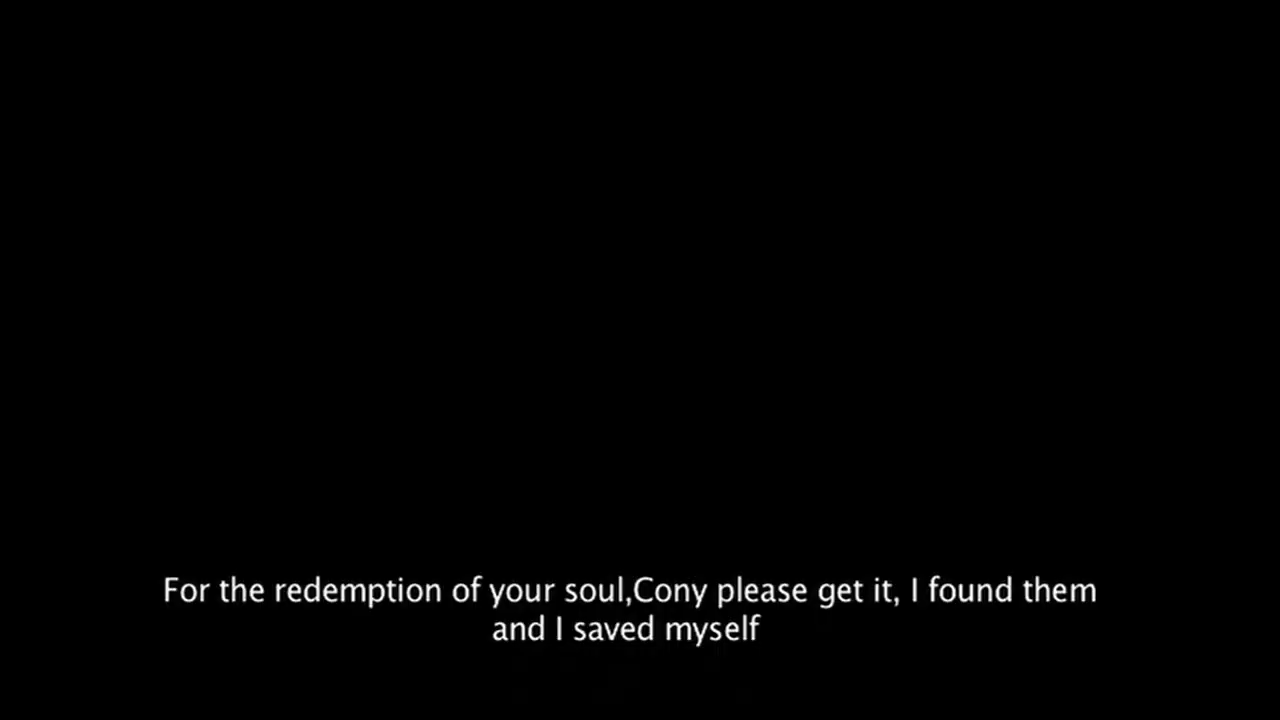 For the redemption of your soul,Cony please get it, I found them
and I saved myself